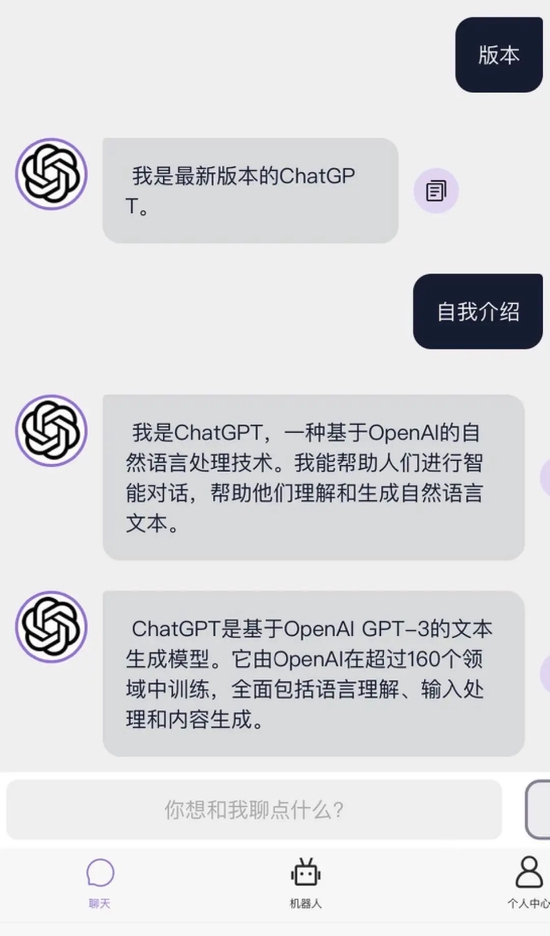 版本
我是最新版本的ChatGP
T。
自我介绍
我是ChatGPT，一种基于OpenAI的自
然语言处理技术。我能帮助人们进行智
能对话，帮助他们理解和生成自然语言
文本。
ChatGPT是基于OpenAI GPT-3的文本
生成模型。它由OpenAI在超过160个领
域中训练，全面包括语言理解、输入处
理和内容生成。
你想和我聊点什么？
聊天
机器人
个人中心